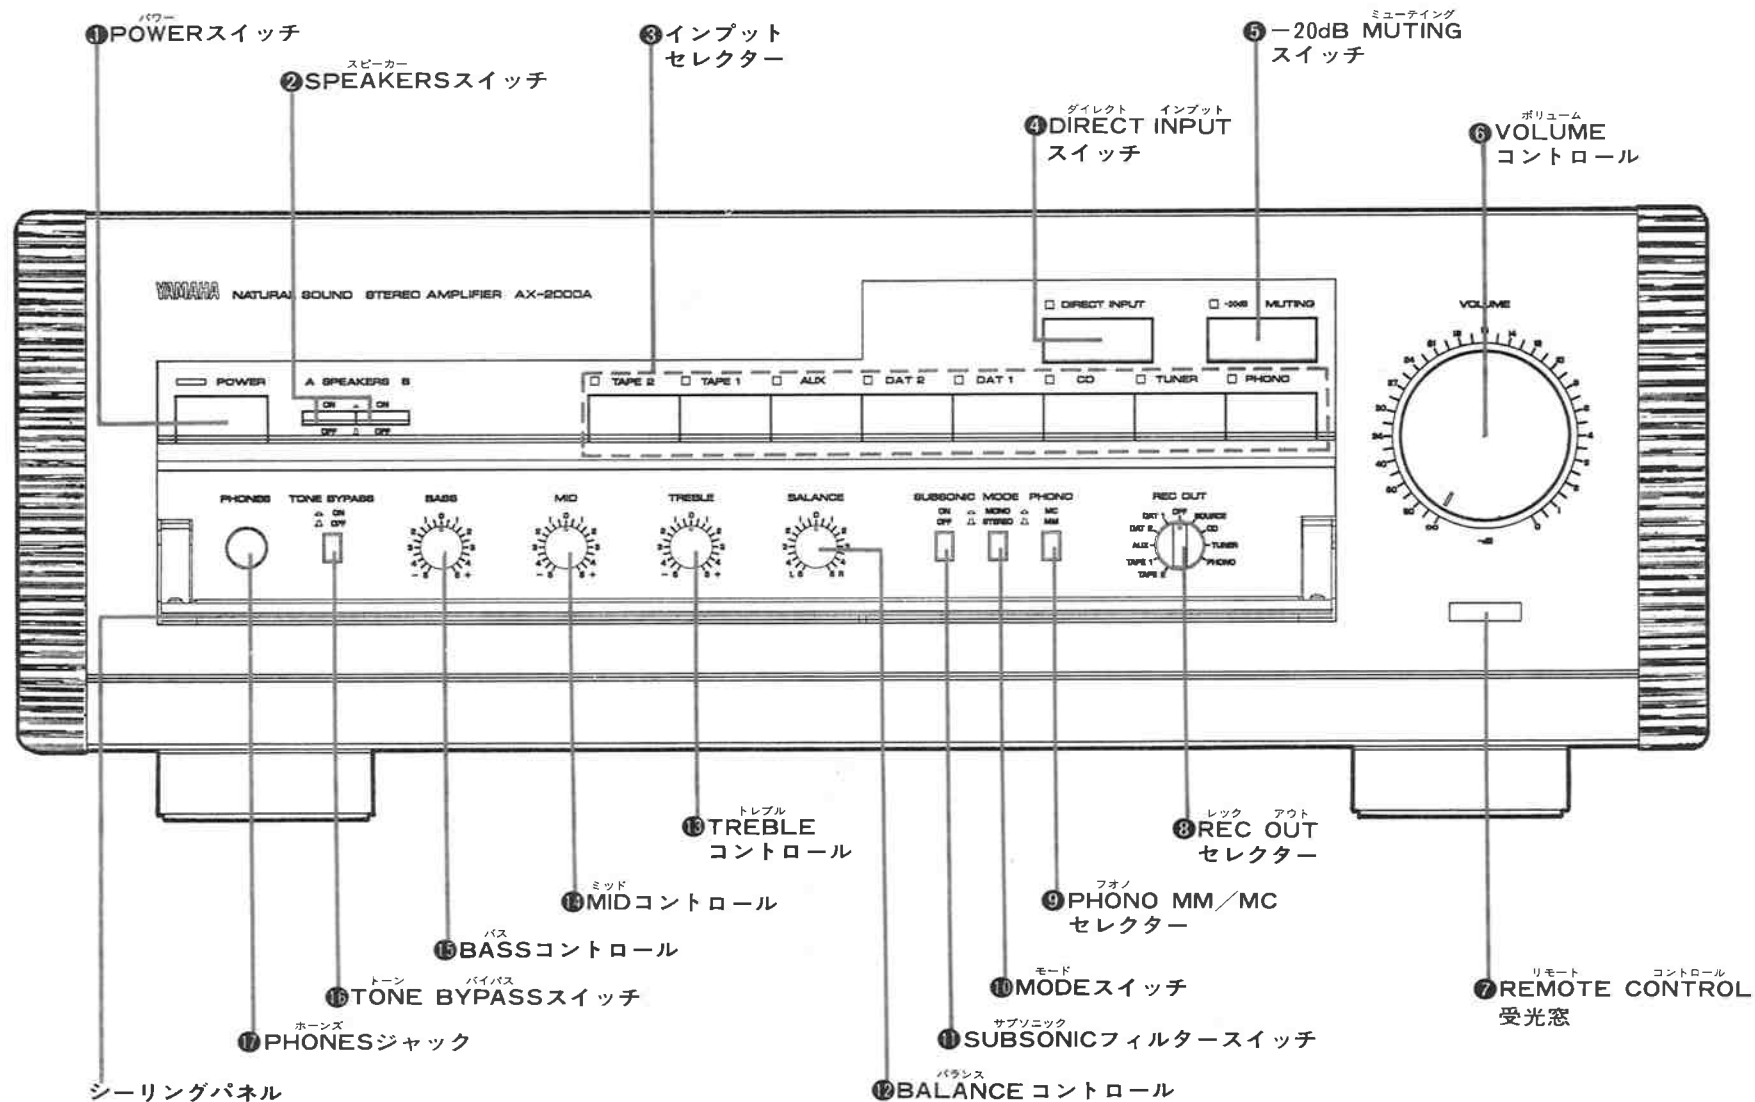 パワー
❶POWERスイッチ
スピーカー
❷SPEAKERSスイッチ
❸インプット
セレクター
ダイレクト インプット
❹DIRECT INPUT
スイッチ
ミューティング
❺−20dB MUTING
スイッチ
ボリューム
❻VOLUME
コントロール
YAMAHA NATURAL SOUND STEREO AMPLIFIER AX-2000A
DIRECT INPUT
-20dB MUTING
VOLUME
POWER
A SPEAKERS B
ON ON
OFF OFF
TAPE 2 TAPE 1 AUX DAT 2 DAT 1 CD TUNER PHONO
PHONES TONE BYPASS BASS MID TREBLE BALANCE SUBSONIC MODE PHONO REC OUT
ON
OFF
ON MONO MC
OFF STEREO MM
DAT 1 OFF SOURCE
DAT 2 CD
AUX TUNER
TAPE 1 PHONO
TAPE 2
-dB
トレブル
⓭TREBLE
コントロール
レック アウト
❽REC OUT
セレクター
ミッド
⓮MIDコントロール
フォノ
❾PHONO MM／MC
セレクター
バス
⓯BASSコントロール
トーン バイパス
⓰TONE BYPASSスイッチ
モード
❿MODEスイッチ
リモート コントロール
❼REMOTE CONTROL
受光窓
ホーンズ
⓱PHONESジャック
サブソニック
⓫SUBSONICフィルタースイッチ
シーリングパネル
バランス
⓬BALANCEコントロール